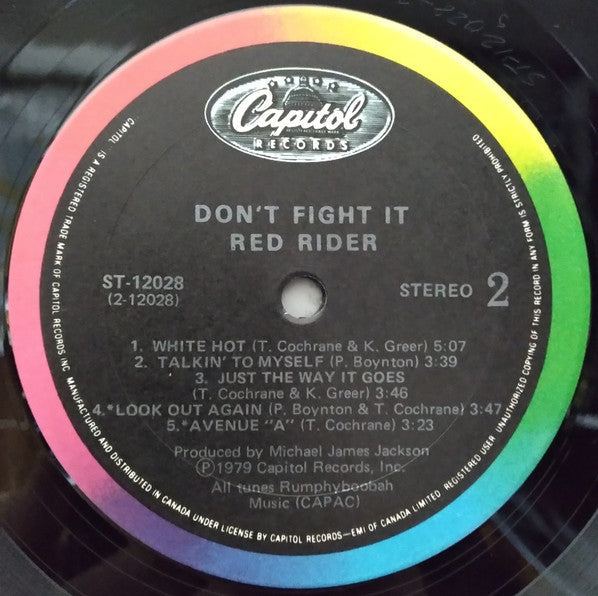 Capitol
RECORDS
DON'T FIGHT IT
RED RIDER
ST-12028
(2-12028)
STEREO 2
1. WHITE HOT (T. Cochrane & K. Greer) 5:07
2. TALKIN' TO MYSELF (P. Boynton) 3:39
3. JUST THE WAY IT GOES
(T. Cochrane & K. Greer) 3:46
4.*LOOK OUT AGAIN (P. Boynton & T. Cochrane) 3:47
5.*AVENUE "A" (T. Cochrane) 3:23
Produced by Michael James Jackson
Ⓟ1979 Capitol Records, Inc.
All tunes Rumphyboobah
Music (CAPAC)
CAPITOL IS A REGISTERED TRADE MARK OF CAPITOL RECORDS INC. MANUFACTURED AND DISTRIBUTED IN CANADA UNDER LICENSE BY CAPITOL RECORDS—EMI OF CANADA LIMITED. REGISTERED USER. UNAUTHORIZED COPYING OF THIS RECORD IN ANY FORM IS STRICTLY PROHIBITED